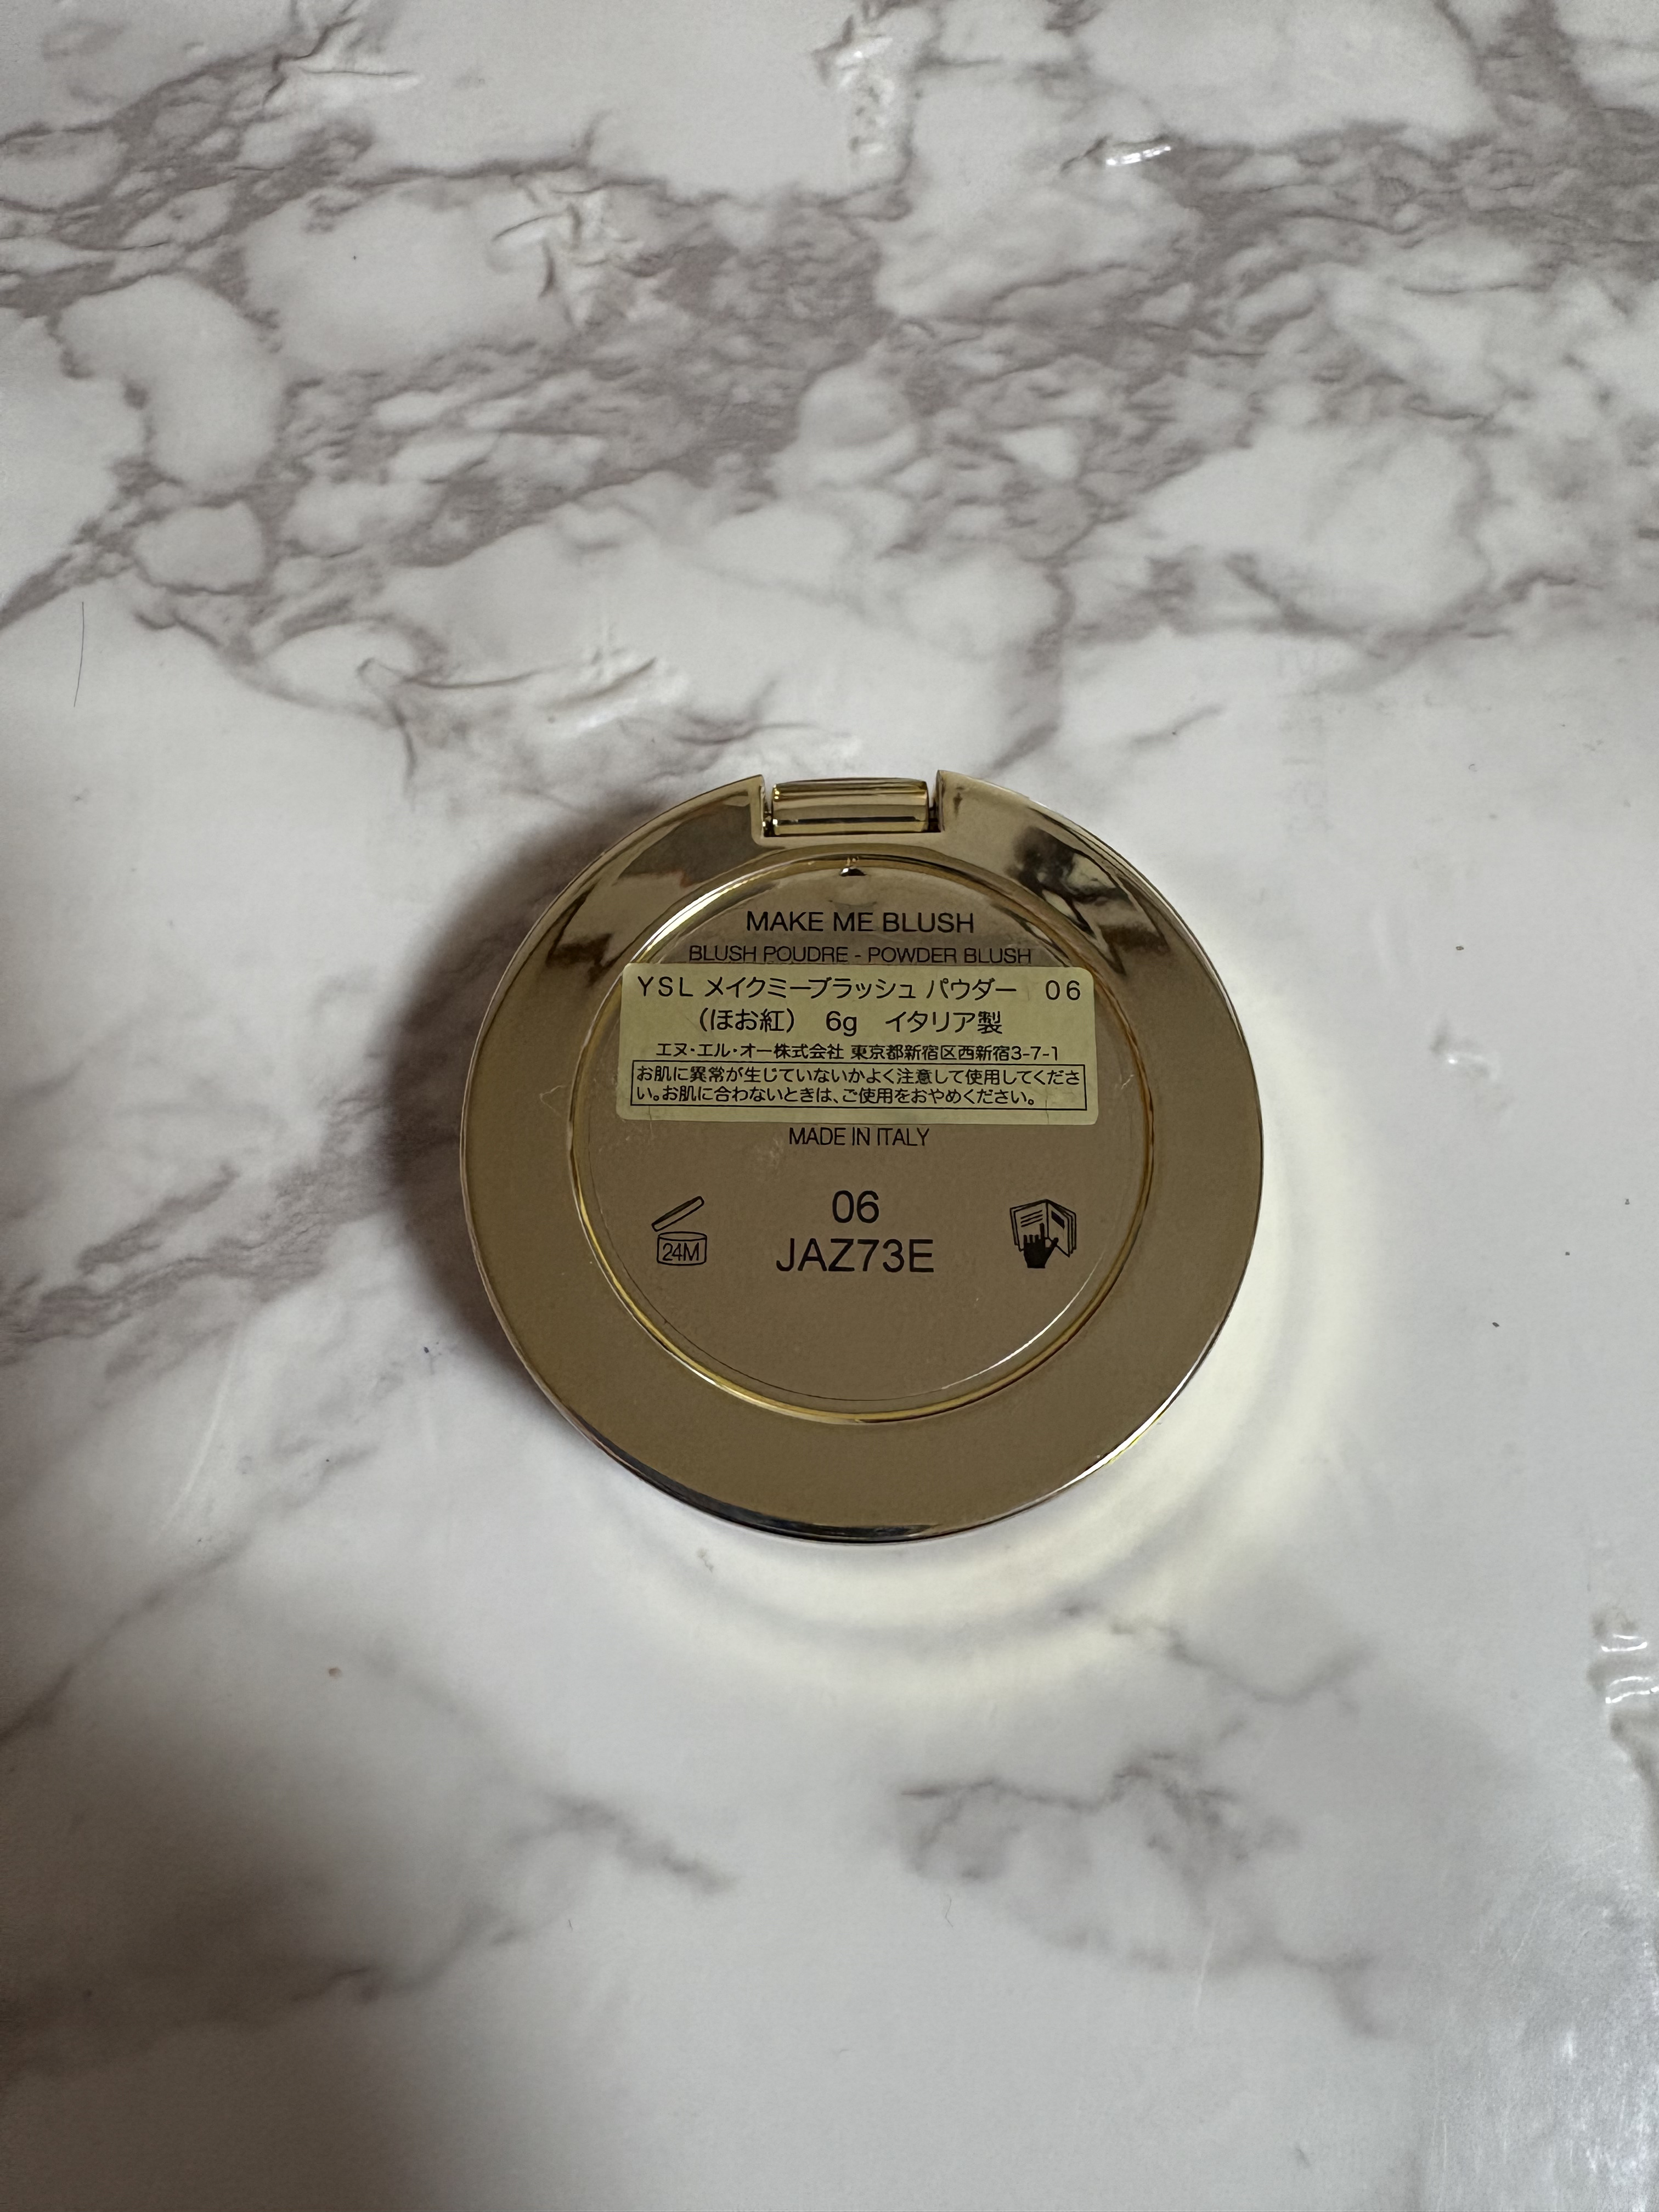 MAKE ME BLUSH
BLUSH POUDRE - POWDER BLUSH
YSL メイクミーブラッシュ パウダー 06
（ほお紅） 6g イタリア製
エヌ・エル・オー株式会社 東京都新宿区西新宿3-7-1
お肌に異常が生じていないかよく注意して使用してくださ
い。お肌に合わないときは、ご使用をおやめください。
MADE IN ITALY
06
24M
JAZ73E